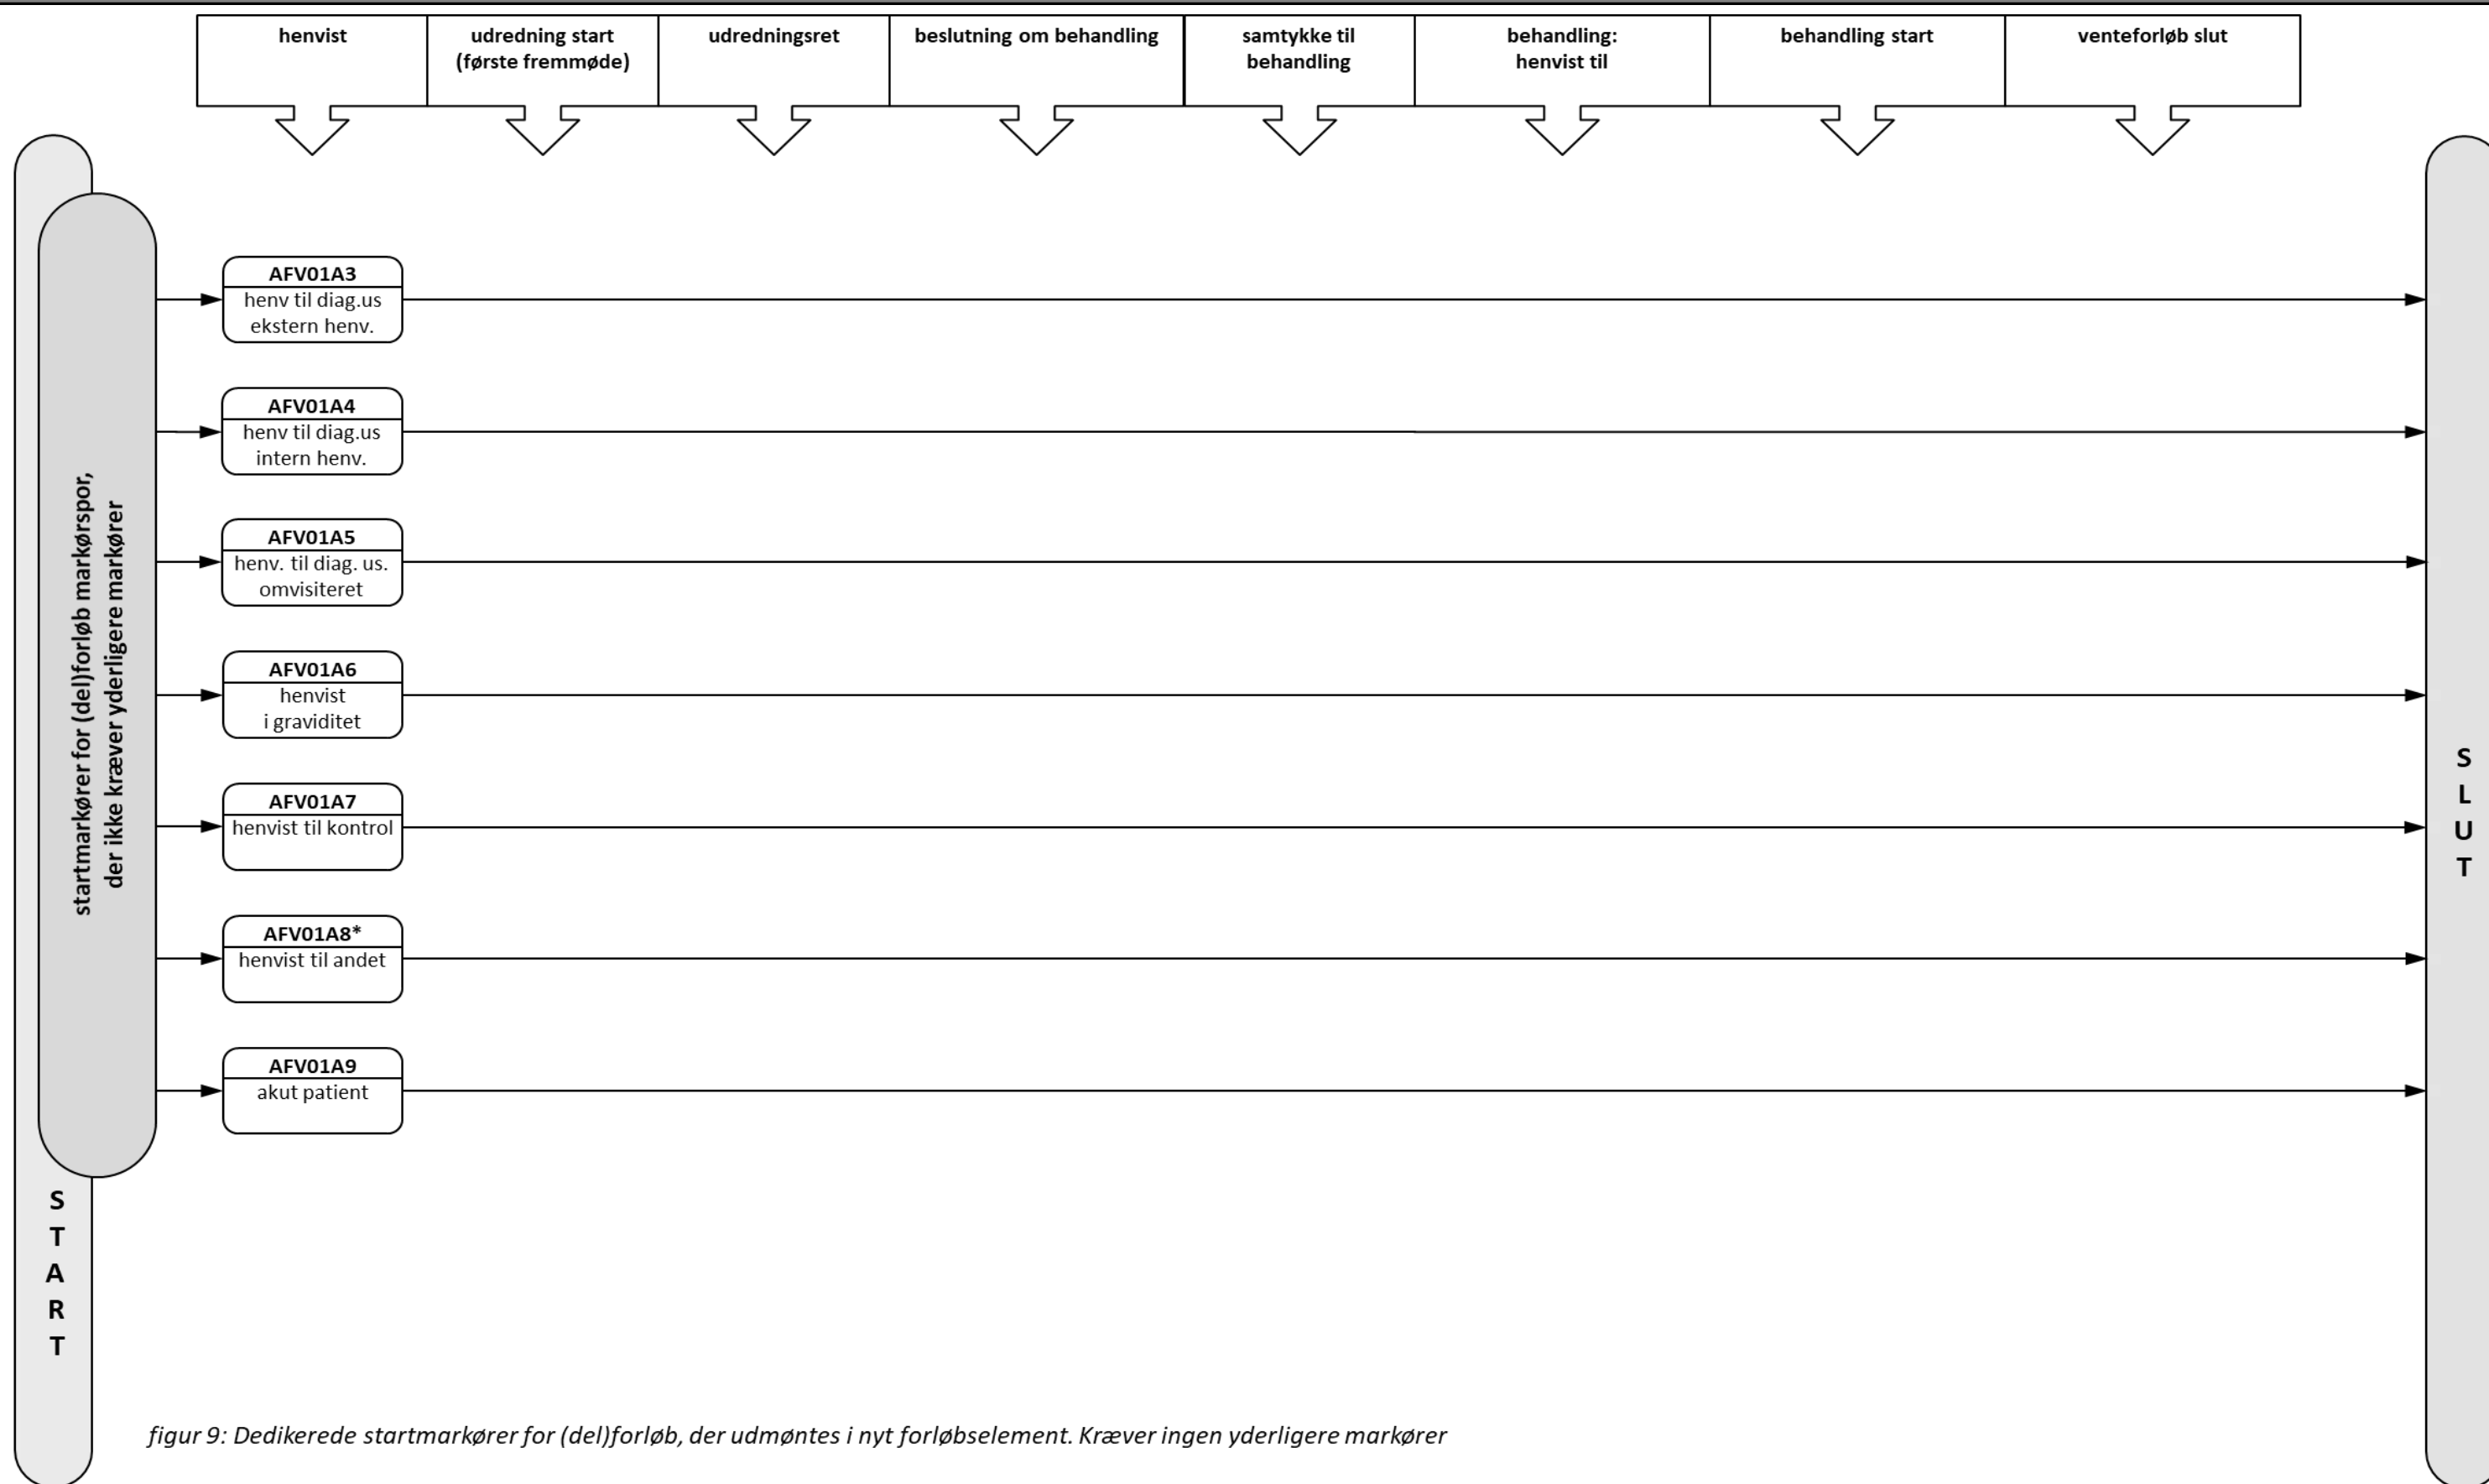 henvist
udredning start
(første fremmøde)
udredningsret
beslutning om behandling
samtykke til
behandling
behandling:
henvist til
behandling start
venteforløb slut
startmarkører for (del)forløb markørspor,
der ikke kræver yderligere markører
AFV01A3
henv til diag.us
ekstern henv.
AFV01A4
henv til diag.us
intern henv.
AFV01A5
henv. til diag. us.
omvisiteret
AFV01A6
henvist
i graviditet
AFV01A7
henvist til kontrol
AFV01A8*
henvist til andet
AFV01A9
akut patient
S
T
A
R
T
S
L
U
T
figur 9: Dedikerede startmarkører for (del)forløb, der udmøntes i nyt forløbselement. Kræver ingen yderligere markører